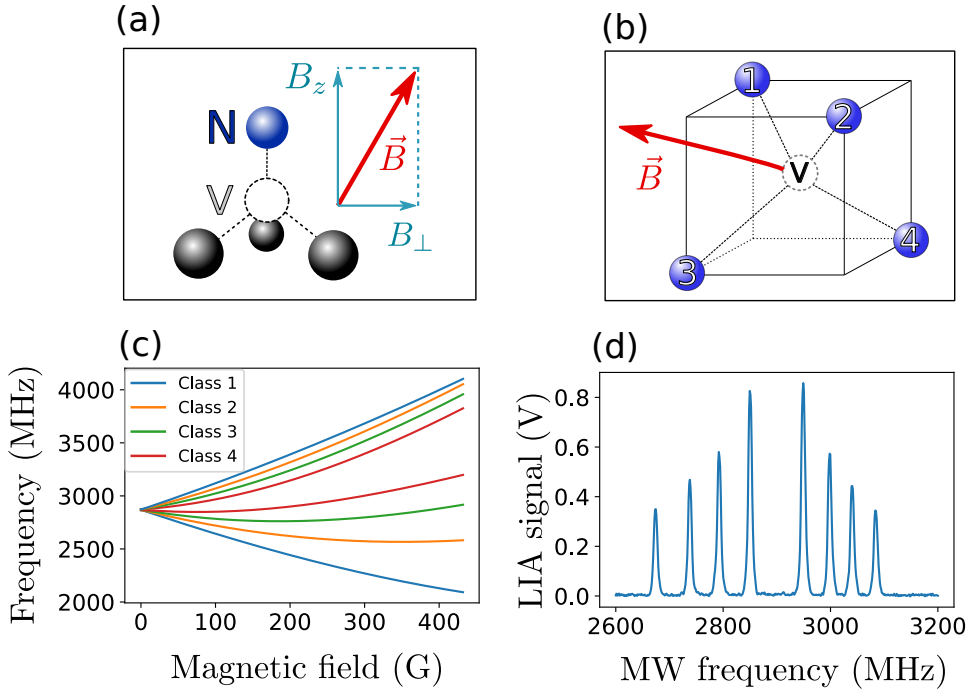 (a)
N
V
B_z
B⃗
B_⊥
(b)
1
2
V
3
4
B⃗
(c)
Frequency (MHz)
4000
3500
3000
2500
2000
Class 1
Class 2
Class 3
Class 4
0
100
200
300
400
Magnetic field (G)
(d)
LIA signal (V)
0.8
0.6
0.4
0.2
0.0
2600
2800
3000
3200
MW frequency (MHz)